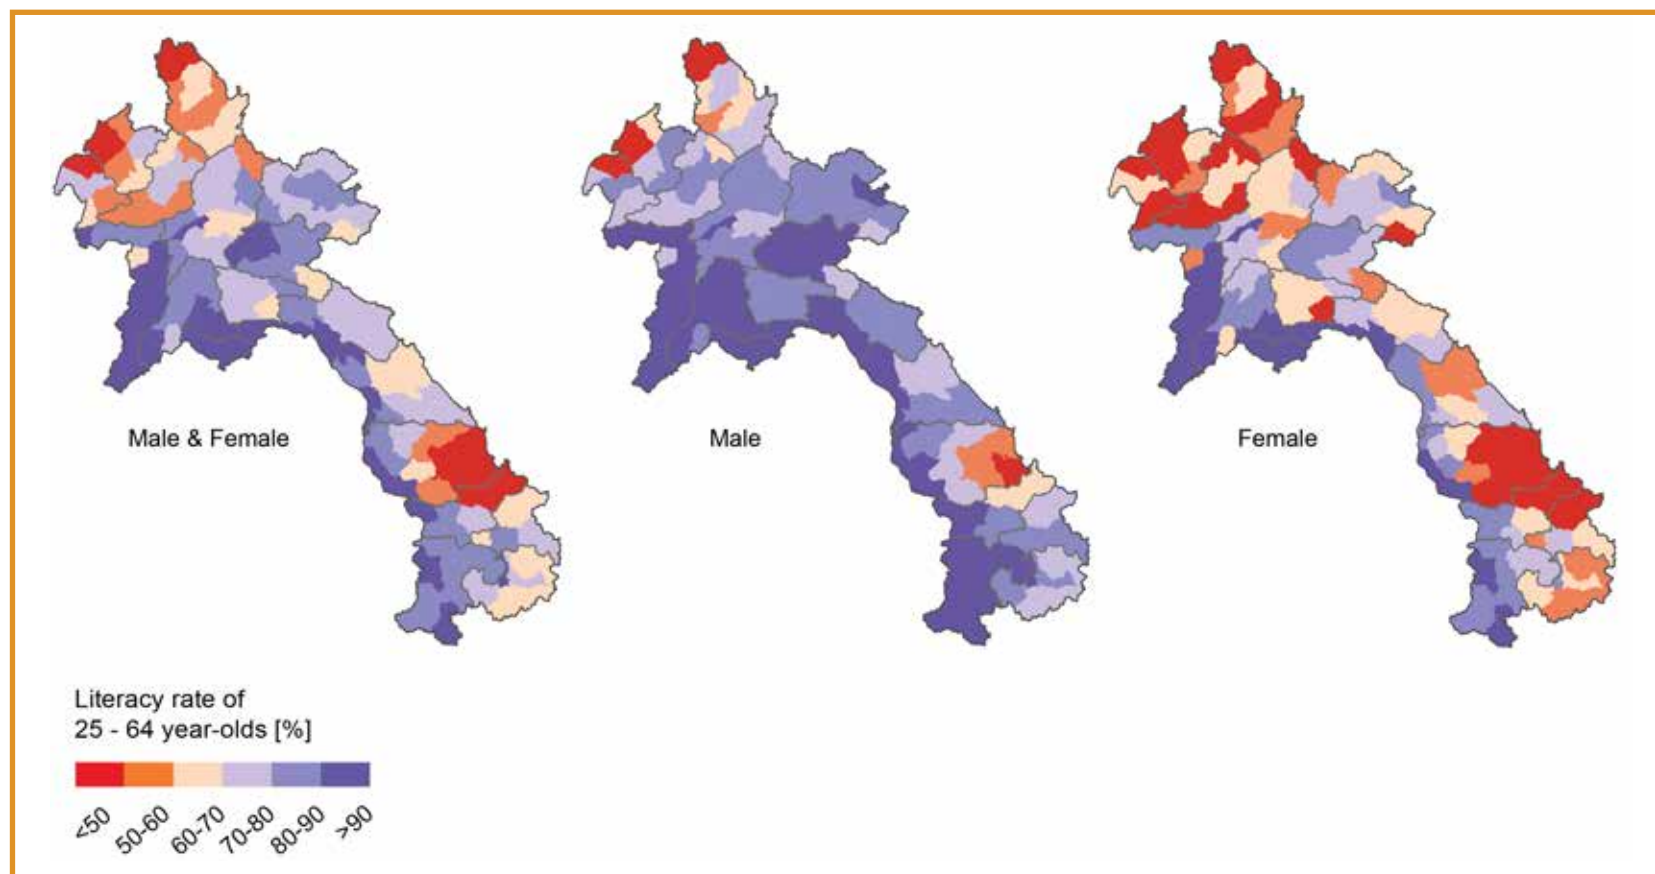 Male & Female
Male
Female
Literacy rate of
25 - 64 year-olds [%]
<50
50-60
60-70
70-80
80-90
>90